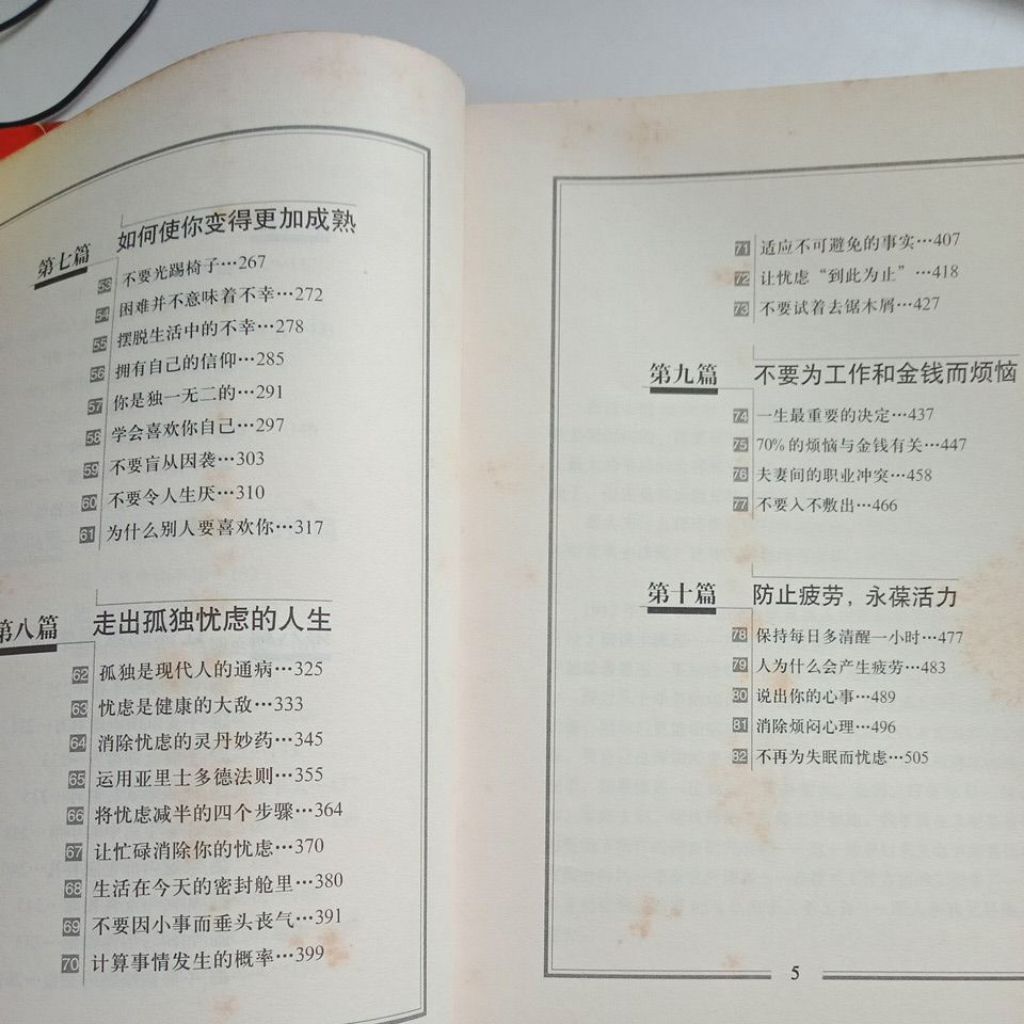 第七篇 如何使你变得更加成熟
53 不要光踢椅子…267
54 困难并不意味着不幸…272
55 摆脱生活中的不幸…278
56 拥有自己的信仰…285
57 你是独一无二的…291
58 学会喜欢你自己…297
59 不要盲从因袭…303
60 不要令人生厌…310
61 为什么别人要喜欢你…317
第八篇 走出孤独忧虑的人生
62 孤独是现代人的通病…325
63 忧虑是健康的大敌…333
64 消除忧虑的灵丹妙药…345
65 运用亚里士多德法则…355
66 将忧虑减半的四个步骤…364
67 让忙碌消除你的忧虑…370
68 生活在今天的密封舱里…380
69 不要因小事而垂头丧气…391
70 计算事情发生的概率…399
71 适应不可避免的事实…407
72 让忧虑“到此为止”…418
73 不要试着去锯木屑…427
第九篇 不要为工作和金钱而烦恼
74 一生最重要的决定…437
75 70%的烦恼与金钱有关…447
76 夫妻间的职业冲突…458
77 不要入不敷出…466
第十篇 防止疲劳，永葆活力
78 保持每日多清醒一小时…477
79 人为什么会产生疲劳…483
80 说出你的心事…489
81 消除烦闷心理…496
82 不再为失眠而忧虑…505
5